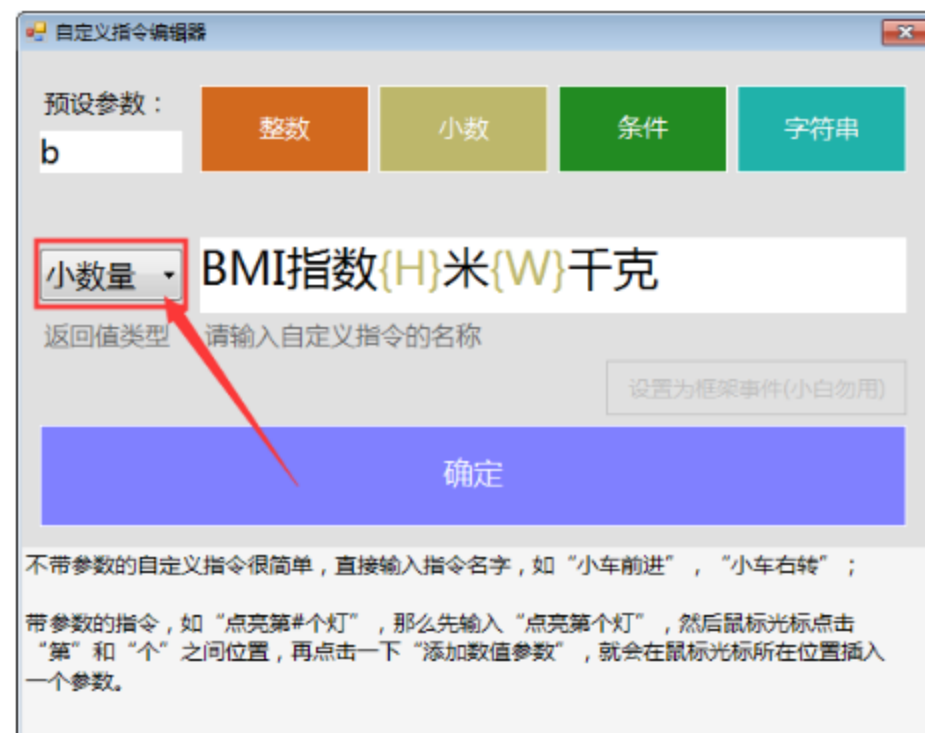 自定义指令编辑器
预设参数：
b
整数
小数
条件
字符串
小数量
BMI指数{H}米{W}千克
返回值类型
请输入自定义指令的名称
设置为框架事件(小白勿用)
确定
不带参数的自定义指令很简单，直接输入指令名字，如“小车前进”，“小车右转”；
带参数的指令，如“点亮第#个灯”，那么先输入“点亮第个灯”，然后鼠标光标点击
“第”和“个”之间位置，再点击一下“添加数值参数”，就会在鼠标光标所在位置插入
一个参数。